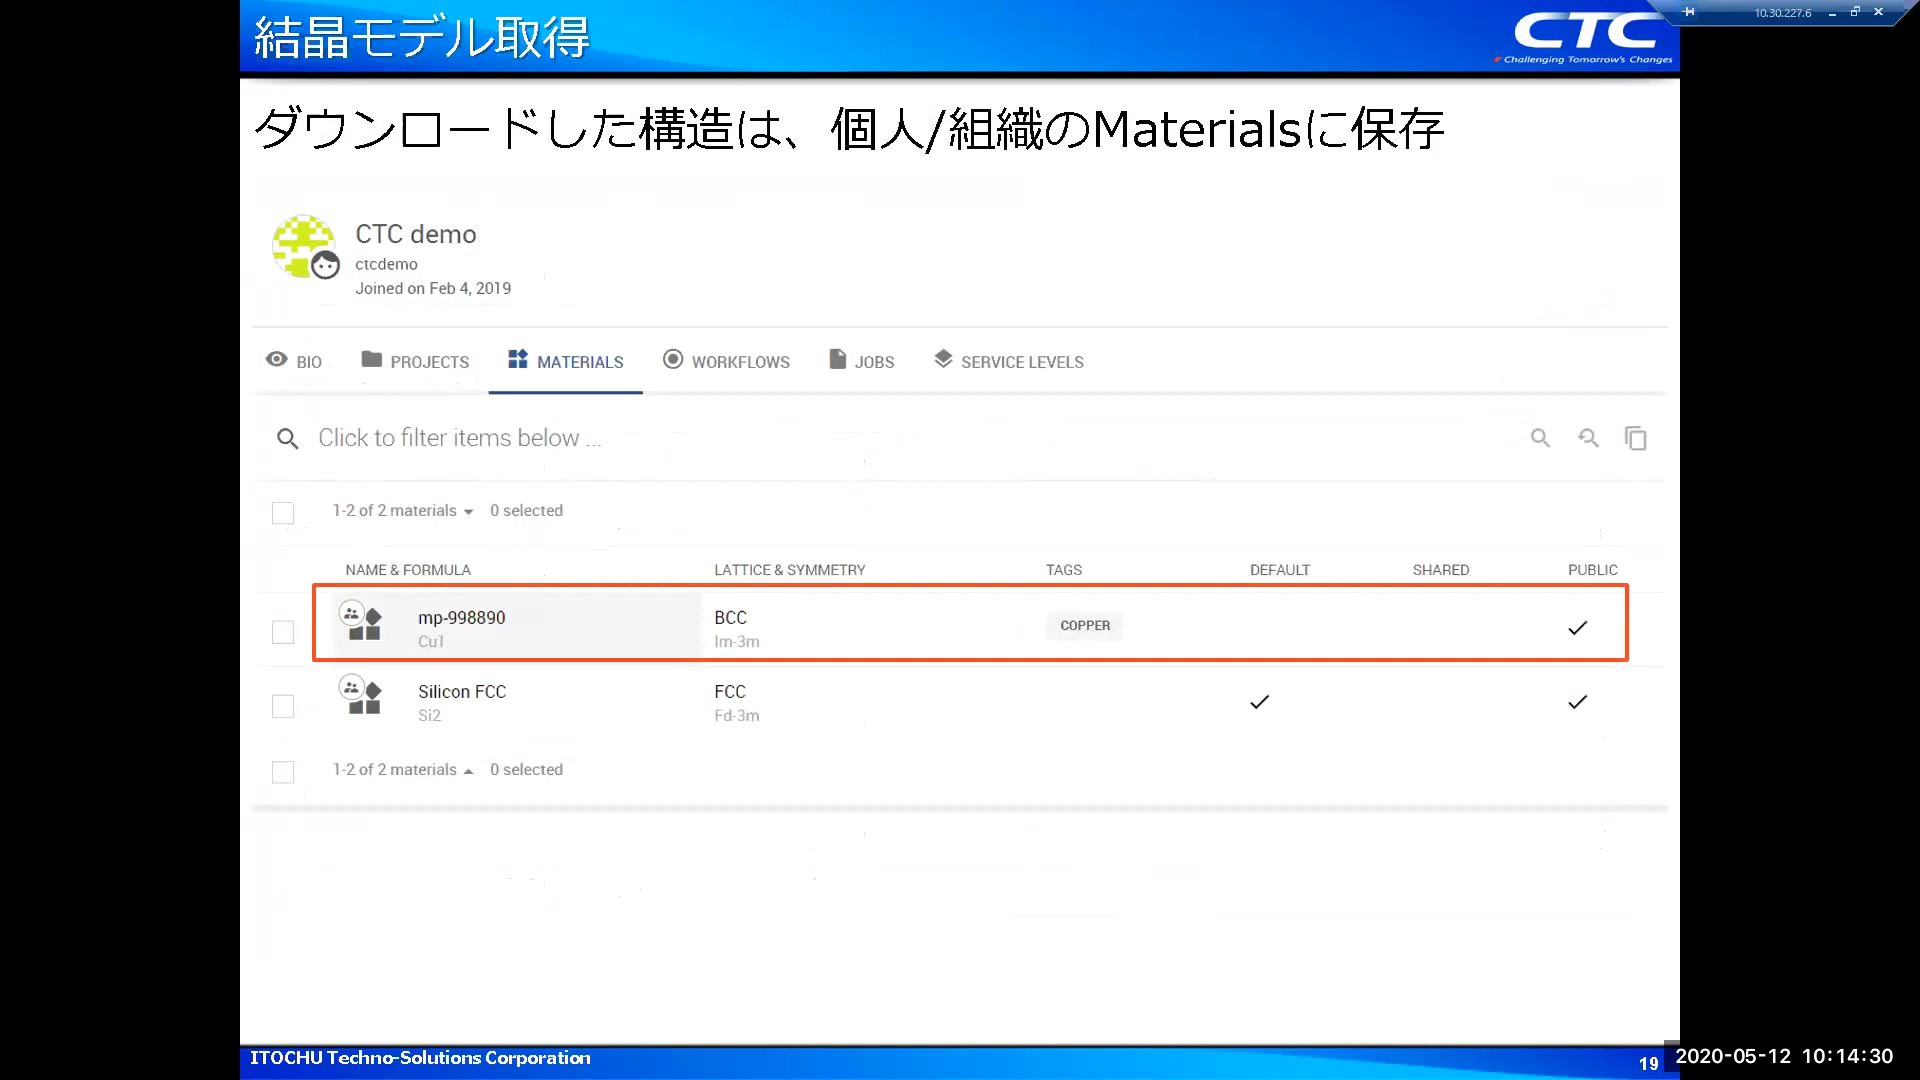 結晶モデル取得
CTC
Challenging Tomorrow's Changes
10.30.227.6
ダウンロードした構造は、個人/組織のMaterialsに保存
CTC demo
ctcdemo
Joined on Feb 4, 2019
BIO PROJECTS MATERIALS WORKFLOWS JOBS SERVICE LEVELS
Click to filter items below ...
1-2 of 2 materials 0 selected
NAME & FORMULA LATTICE & SYMMETRY TAGS DEFAULT SHARED PUBLIC
mp-998890 BCC COPPER
Cu1 Im-3m
Silicon FCC FCC
Si2 Fd-3m
1-2 of 2 materials 0 selected
ITOCHU Techno-Solutions Corporation
19
2020-05-12 10:14:30